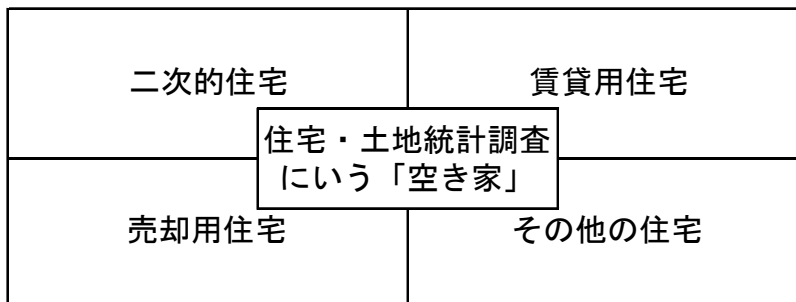 二次的住宅
賃貸用住宅
住宅・土地統計調査
にいう「空き家」
売却用住宅
その他の住宅